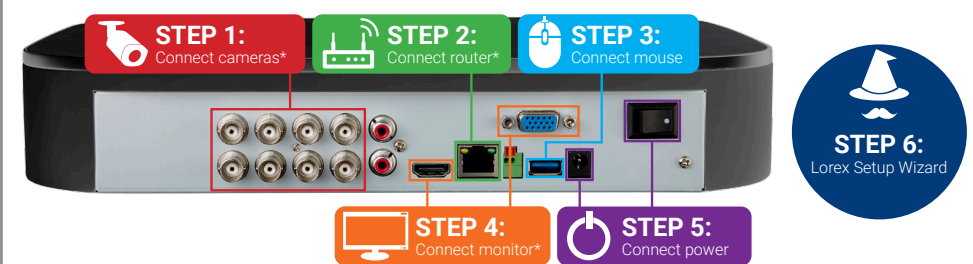 STEP 1:
Connect cameras*
STEP 2:
Connect router*
STEP 3:
Connect mouse
STEP 4:
Connect monitor*
STEP 5:
Connect power
STEP 6:
Lorex Setup Wizard